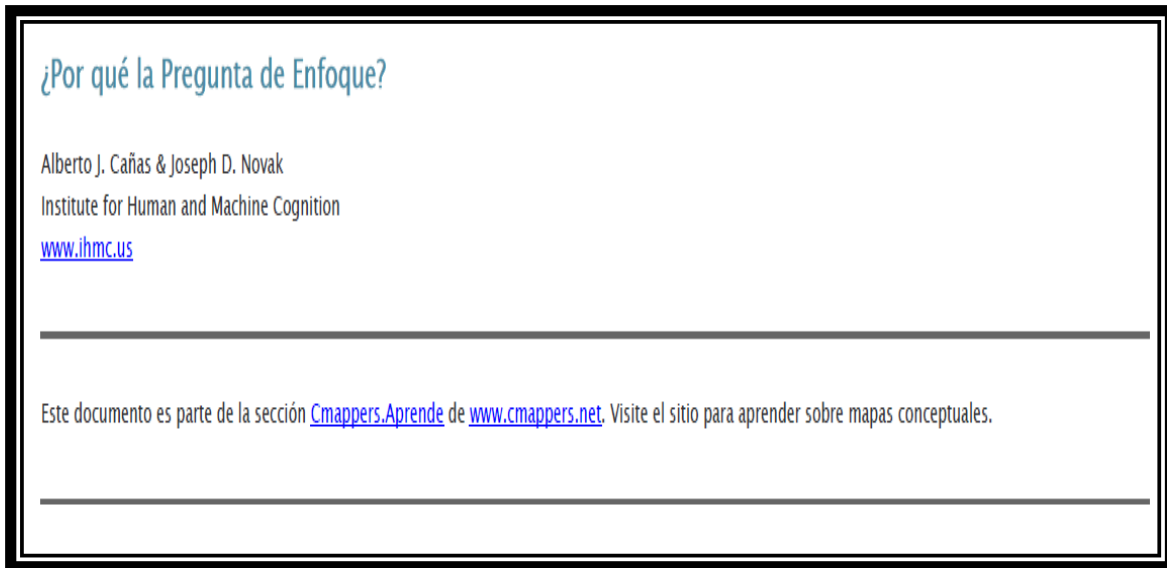 ¿Por qué la Pregunta de Enfoque?
Alberto J. Cañas & Joseph D. Novak
Institute for Human and Machine Cognition
www.ihmc.us
Este documento es parte de la sección Cmappers.Aprende de www.cmappers.net. Visite el sitio para aprender sobre mapas conceptuales.